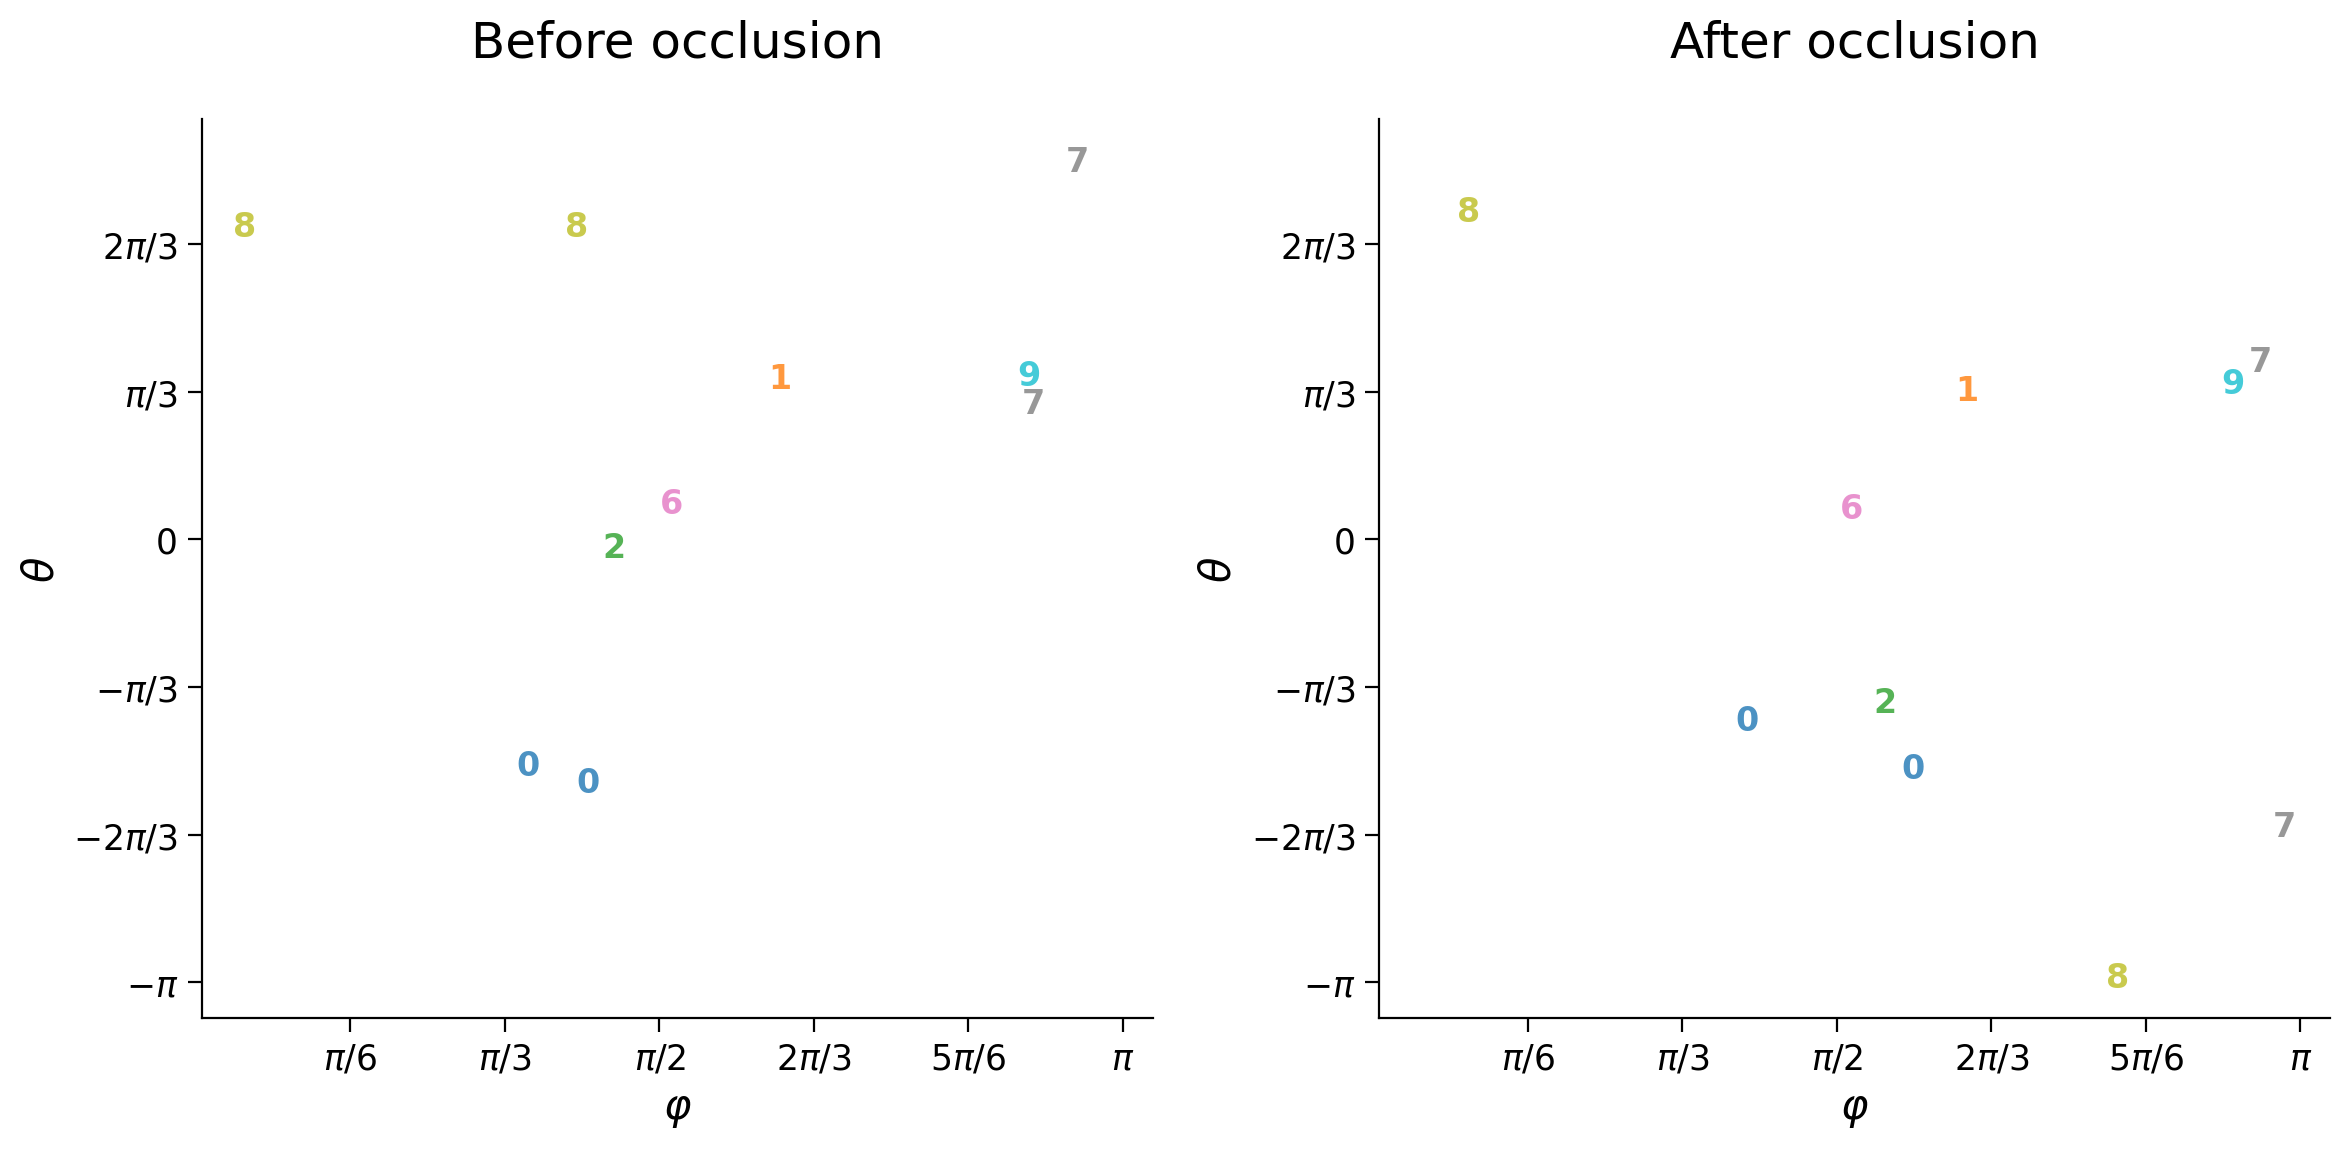 Before occlusion
7
8 8
2π/3
1 9
π/3 7
6
0 2
θ
−π/3
0 0
−2π/3
−π
π/6 π/3 π/2 2π/3 5π/6 π
φ
After occlusion
8
2π/3
7
π/3 1 9
6
0
θ
−π/3 2
0
0
−2π/3 7
−π 8
π/6 π/3 π/2 2π/3 5π/6 π
φ